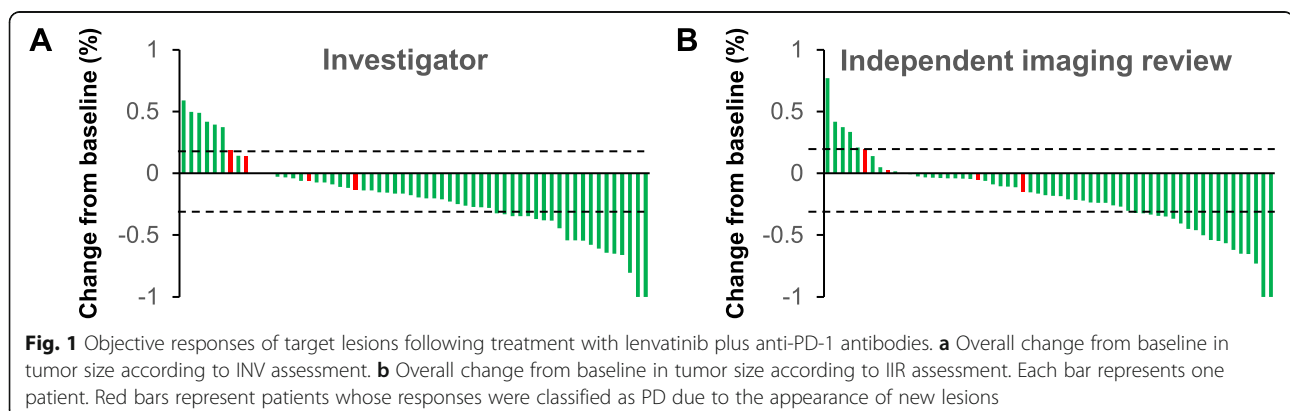 A
Change from baseline (%)
Investigator
1
0.5
0
-0.5
-1
B
Change from baseline (%)
Independent imaging review
1
0.5
0
-0.5
-1
Fig. 1 Objective responses of target lesions following treatment with lenvatinib plus anti-PD-1 antibodies. a Overall change from baseline in
tumor size according to INV assessment. b Overall change from baseline in tumor size according to IIR assessment. Each bar represents one
patient. Red bars represent patients whose responses were classified as PD due to the appearance of new lesions